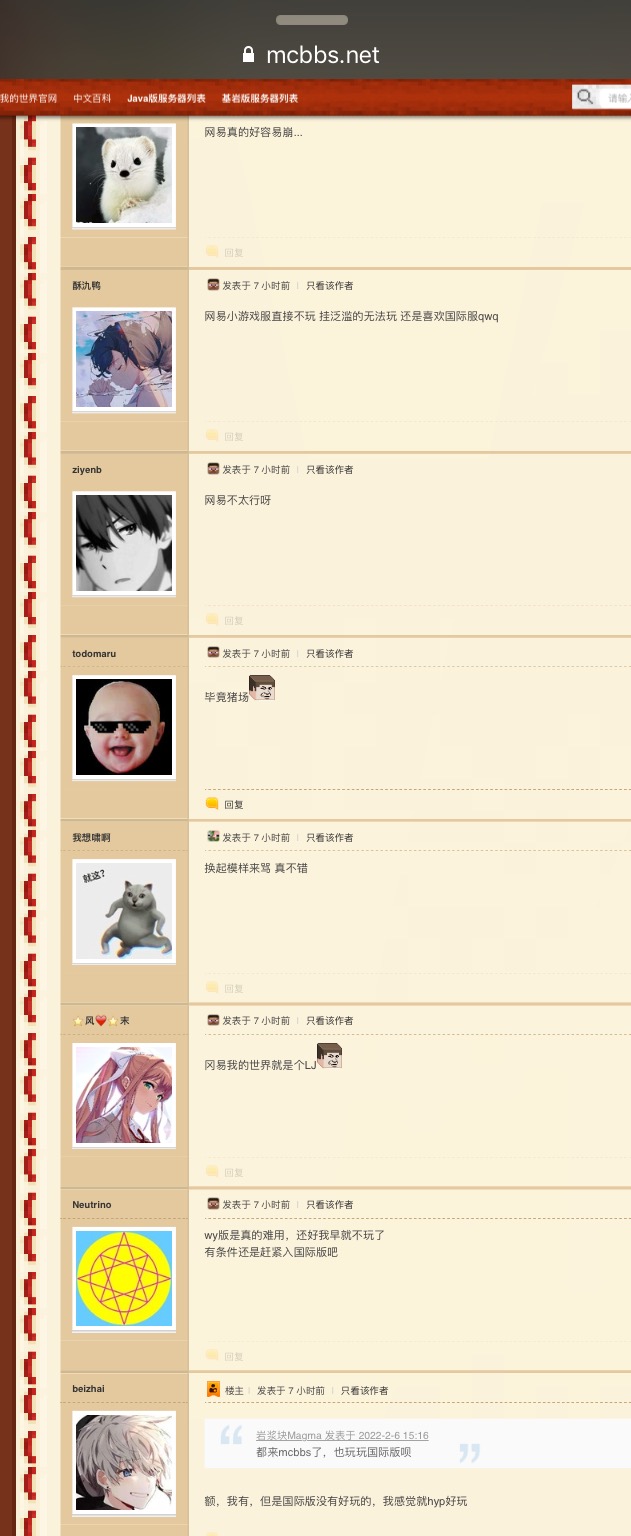 mcbbs.net
我的世界官网 中文百科 Java版服务器列表 基岩版服务器列表
网易真的好容易崩...
回复
酥氿鸭
发表于 7 小时前 | 只看该作者
网易小游戏服直接不玩 挂泛滥的无法玩 还是喜欢国际服qwq
回复
ziyenb
发表于 7 小时前 | 只看该作者
网易不太行呀
回复
todomaru
发表于 7 小时前 | 只看该作者
毕竟猪场
回复
我想啸啊
发表于 7 小时前 | 只看该作者
就这?
换起模样来骂 真不错
回复
风❤️ 来
发表于 7 小时前 | 只看该作者
冈易我的世界就是个LJ
回复
Neutrino
发表于 7 小时前 | 只看该作者
wy版是真的难用，还好我早就不玩了
有条件还是赶紧入国际版吧
回复
beizhai
楼主 | 发表于 7 小时前 | 只看该作者
岩浆块Magma 发表于 2022-2-6 15:16
都来mcbbs了，也玩玩国际版呗
额，我有，但是国际版没有好玩的，我感觉就hyp好玩